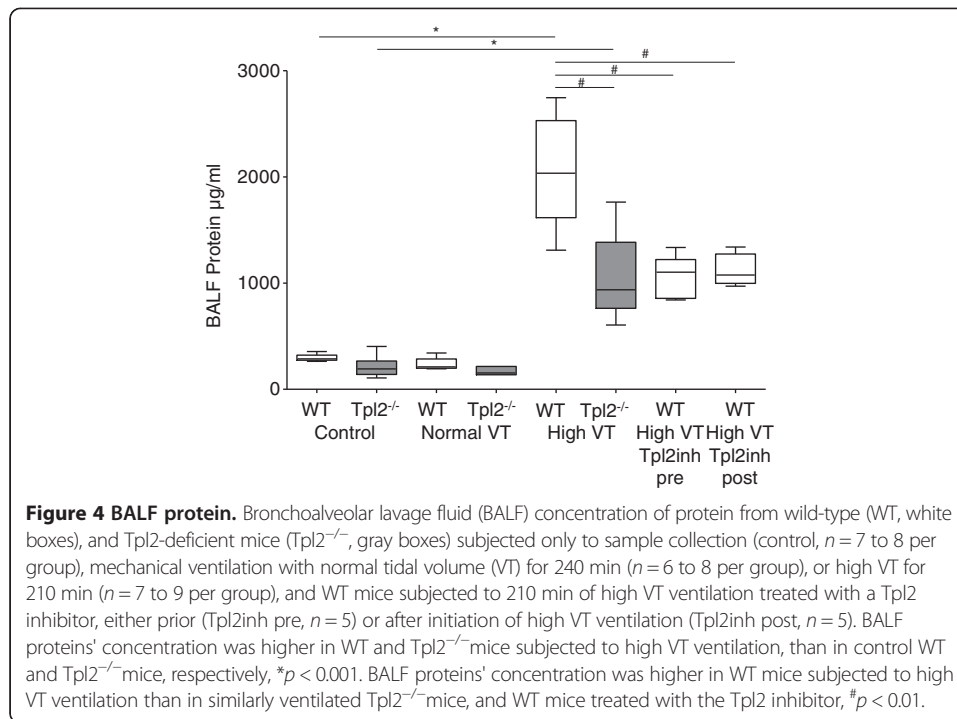 *
*
#
#
#
3000
2000
1000
0
BALF Protein µg/ml
WT Tpl2-/- WT Tpl2-/- WT Tpl2-/- WT WT
Control Normal VT High VT High VT High VT
Tpl2inh Tpl2inh
pre post
Figure 4 BALF protein. Bronchoalveolar lavage fluid (BALF) concentration of protein from wild-type (WT, white
boxes), and Tpl2-deficient mice (Tpl2−/−, gray boxes) subjected only to sample collection (control, n = 7 to 8 per
group), mechanical ventilation with normal tidal volume (VT) for 240 min (n = 6 to 8 per group), or high VT for
210 min (n = 7 to 9 per group), and WT mice subjected to 210 min of high VT ventilation treated with a Tpl2
inhibitor, either prior (Tpl2inh pre, n = 5) or after initiation of high VT ventilation (Tpl2inh post, n = 5). BALF
proteins' concentration was higher in WT and Tpl2−/− mice subjected to high VT ventilation, than in control WT
and Tpl2−/− mice, respectively, *p < 0.001. BALF proteins' concentration was higher in WT mice subjected to high
VT ventilation than in similarly ventilated Tpl2−/− mice, and WT mice treated with the Tpl2 inhibitor, #p < 0.01.